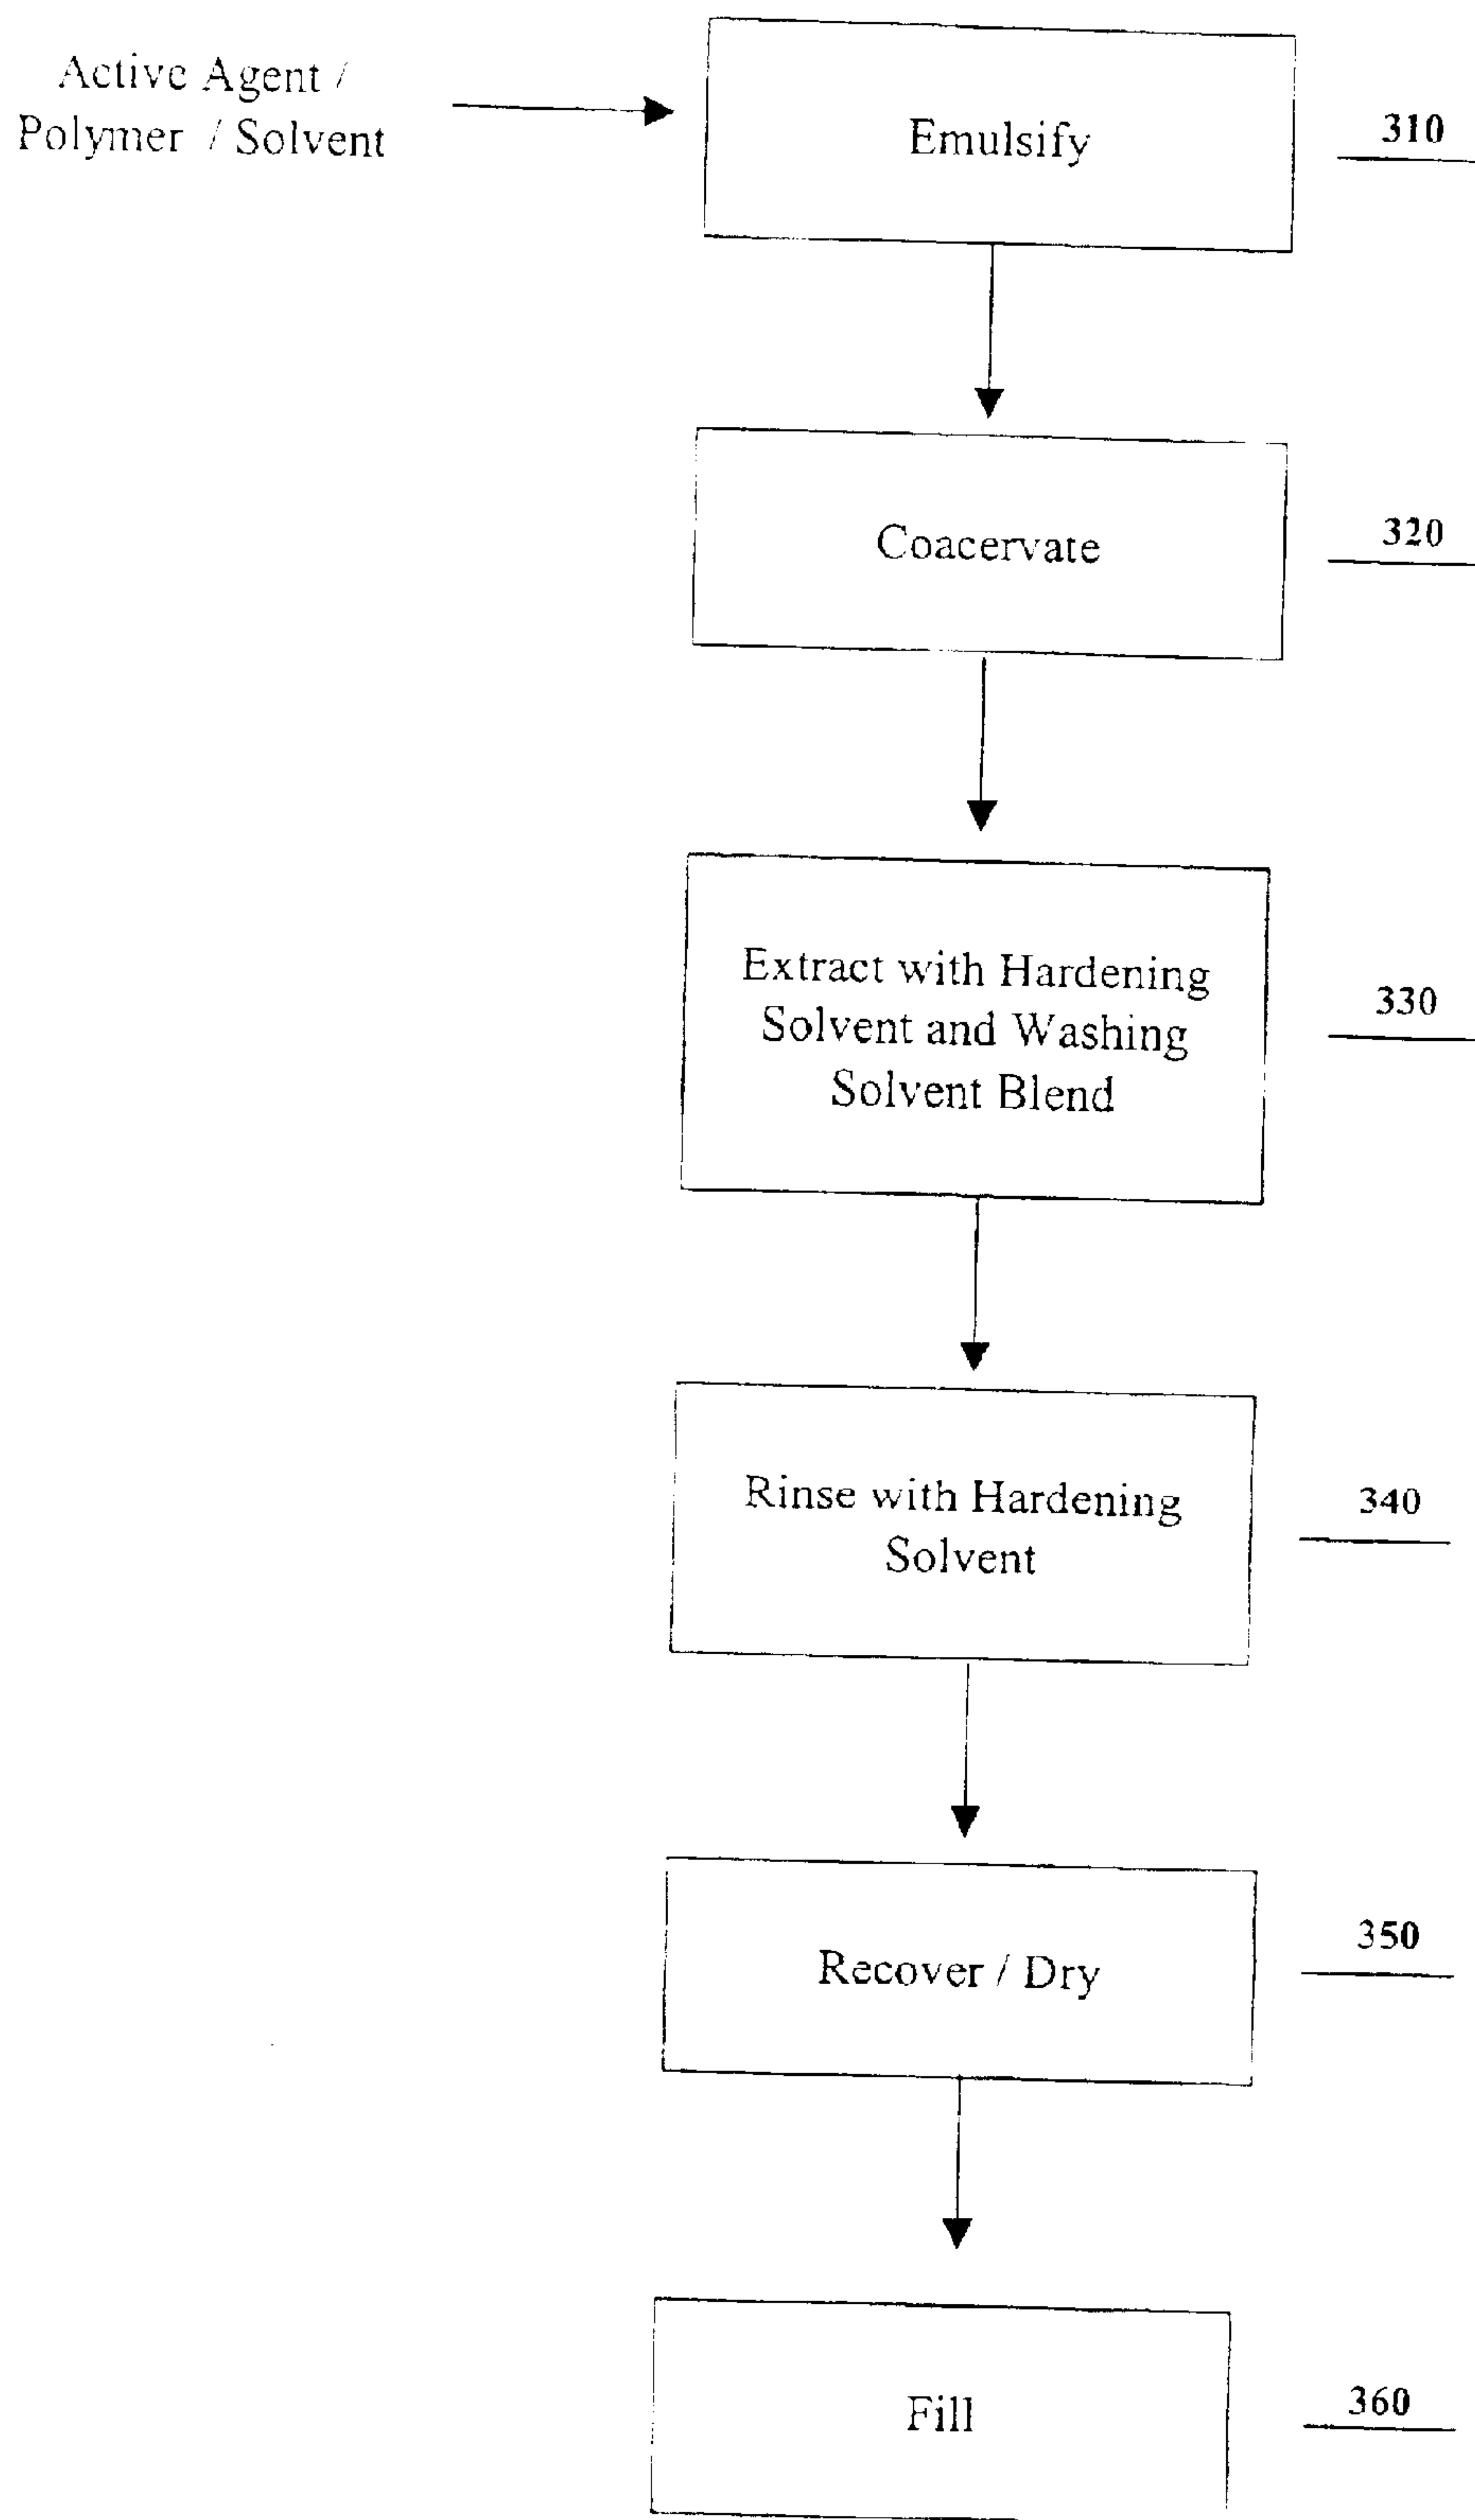 Active Agent /
Polymer / Solvent
Emulsify
310
Coacervate
320
Extract with Hardening
Solvent and Washing
Solvent Blend
330
Rinse with Hardening
Solvent
340
Recover / Dry
350
Fill
360